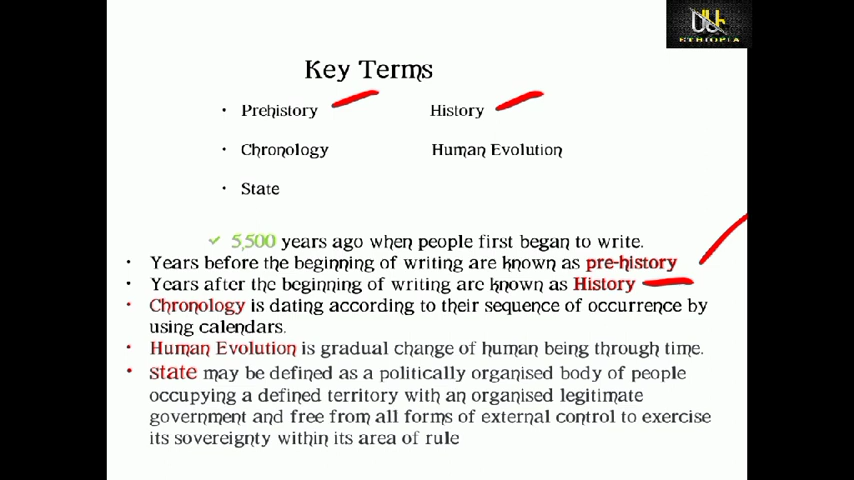 ETHIOPIA
Key Terms
• Prehistory History
• Chronology Human Evolution
• State
✓ 5,500 years ago when people first began to write.
• Years before the beginning of writing are known as pre-history
• Years after the beginning of writing are known as History
• Chronology is dating according to their sequence of occurrence by
using calendars.
• Human Evolution is gradual change of human being through time.
• state may be defined as a politically organised body of people
occupying a defined territory with an organised legitimate
government and free from all forms of external control to exercise
its sovereignty within its area of rule